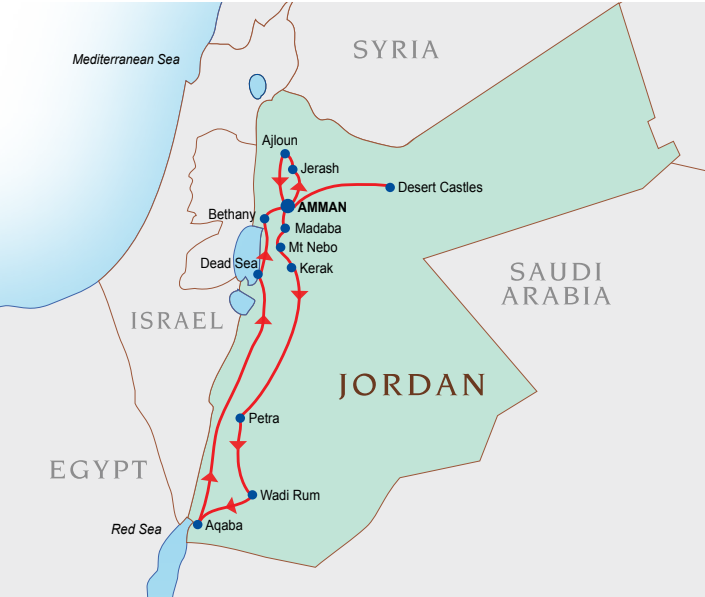 SYRIA
Mediterranean Sea
Ajloun
Jerash
Desert Castles
AMMAN
Bethany
Madaba
Mt Nebo
Dead Sea
Kerak
SAUDI
ARABIA
ISRAEL
JORDAN
Petra
EGYPT
Wadi Rum
Red Sea
Aqaba